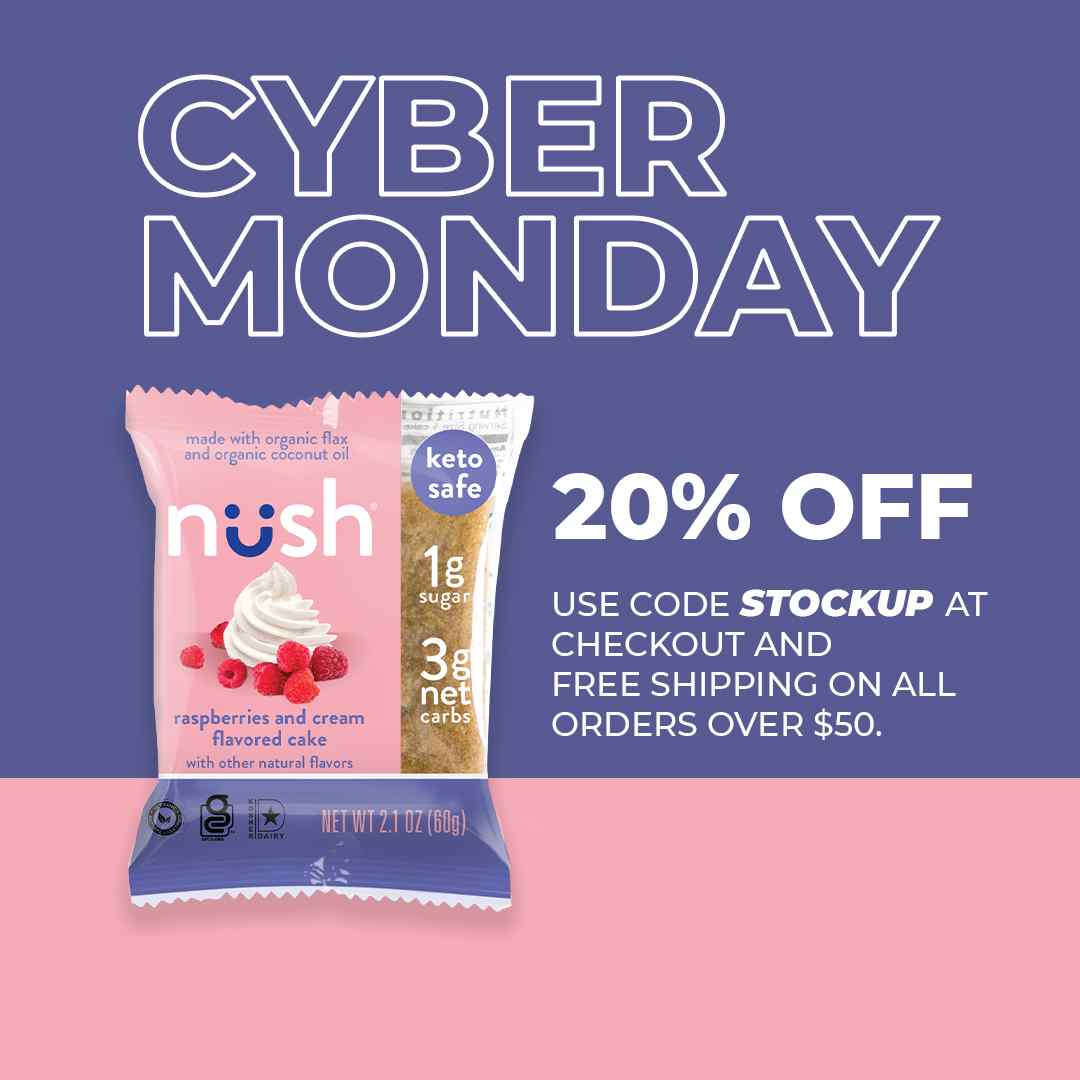 CYBER
MONDAY
made with organic flax
and organic coconut oil
nüsh
keto
safe
1g
sugar
3g
net
carbs
raspberries and cream
flavored cake
with other natural flavors
NET WT 2.1 OZ (60g)
DAIRY
20% OFF
USE CODE STOCKUP AT
CHECKOUT AND
FREE SHIPPING ON ALL
ORDERS OVER $50.